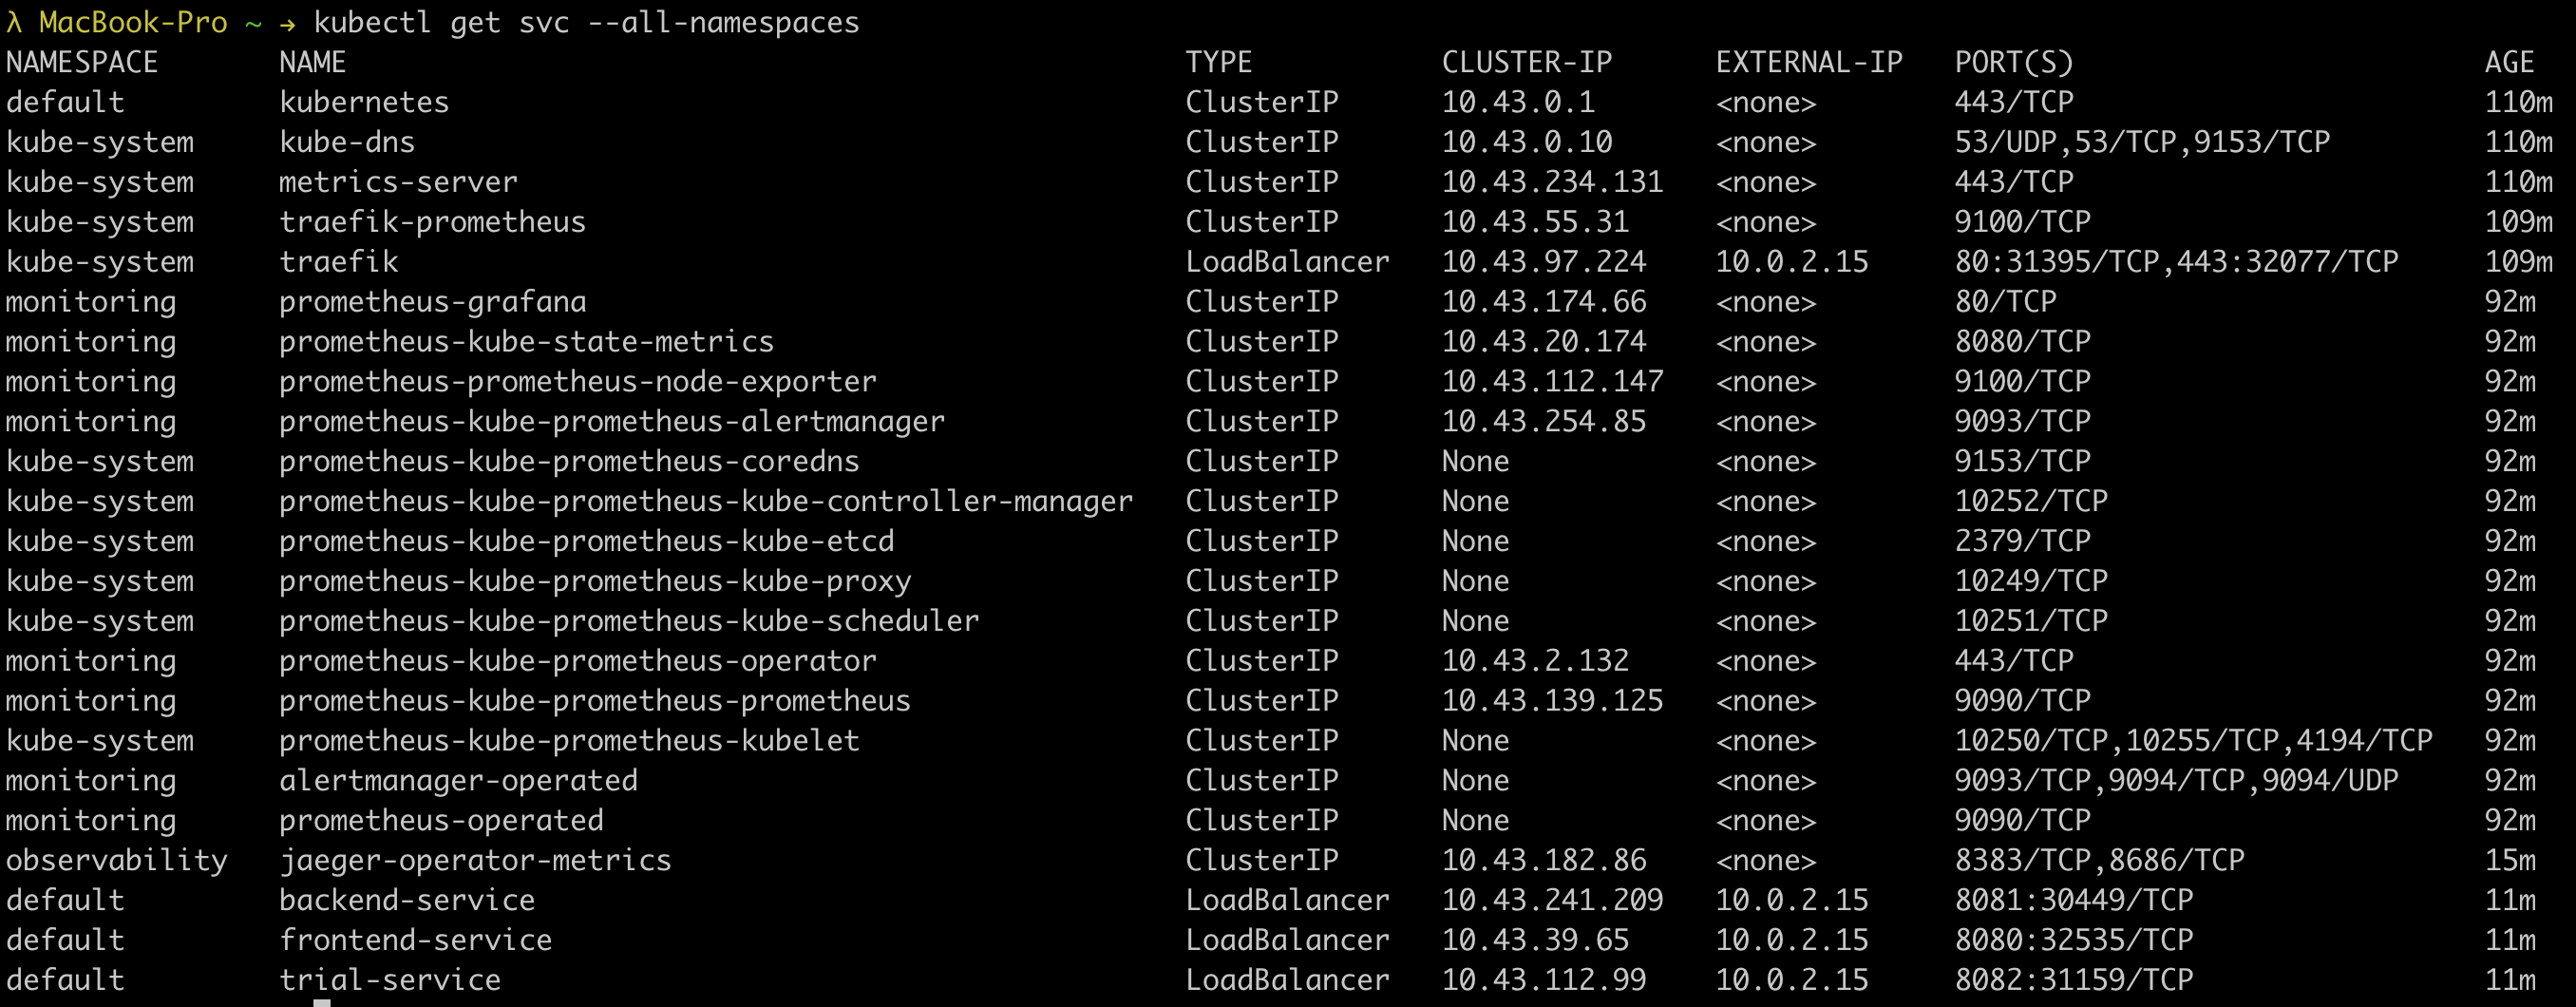 λ MacBook-Pro ~ → kubectl get svc --all-namespaces
NAMESPACE NAME TYPE CLUSTER-IP EXTERNAL-IP PORT(S) AGE
default kubernetes ClusterIP 10.43.0.1 <none> 443/TCP 110m
kube-system kube-dns ClusterIP 10.43.0.10 <none> 53/UDP,53/TCP,9153/TCP 110m
kube-system metrics-server ClusterIP 10.43.234.131 <none> 443/TCP 110m
kube-system traefik-prometheus ClusterIP 10.43.55.31 <none> 9100/TCP 109m
kube-system traefik LoadBalancer 10.43.97.224 10.0.2.15 80:31395/TCP,443:32077/TCP 109m
monitoring prometheus-grafana ClusterIP 10.43.174.66 <none> 80/TCP 92m
monitoring prometheus-kube-state-metrics ClusterIP 10.43.20.174 <none> 8080/TCP 92m
monitoring prometheus-prometheus-node-exporter ClusterIP 10.43.112.147 <none> 9100/TCP 92m
monitoring prometheus-kube-prometheus-alertmanager ClusterIP 10.43.254.85 <none> 9093/TCP 92m
kube-system prometheus-kube-prometheus-coredns ClusterIP None <none> 9153/TCP 92m
kube-system prometheus-kube-prometheus-kube-controller-manager ClusterIP None <none> 10252/TCP 92m
kube-system prometheus-kube-prometheus-kube-etcd ClusterIP None <none> 2379/TCP 92m
kube-system prometheus-kube-prometheus-kube-proxy ClusterIP None <none> 10249/TCP 92m
kube-system prometheus-kube-prometheus-kube-scheduler ClusterIP None <none> 10251/TCP 92m
monitoring prometheus-kube-prometheus-operator ClusterIP 10.43.2.132 <none> 443/TCP 92m
monitoring prometheus-kube-prometheus-prometheus ClusterIP 10.43.139.125 <none> 9090/TCP 92m
kube-system prometheus-kube-prometheus-kubelet ClusterIP None <none> 10250/TCP,10255/TCP,4194/TCP 92m
monitoring alertmanager-operated ClusterIP None <none> 9093/TCP,9094/TCP,9094/UDP 92m
monitoring prometheus-operated ClusterIP None <none> 9090/TCP 92m
observability jaeger-operator-metrics ClusterIP 10.43.182.86 <none> 8383/TCP,8686/TCP 15m
default backend-service LoadBalancer 10.43.241.209 10.0.2.15 8081:30449/TCP 11m
default frontend-service LoadBalancer 10.43.39.65 10.0.2.15 8080:32535/TCP 11m
default trial-service LoadBalancer 10.43.112.99 10.0.2.15 8082:31159/TCP 11m